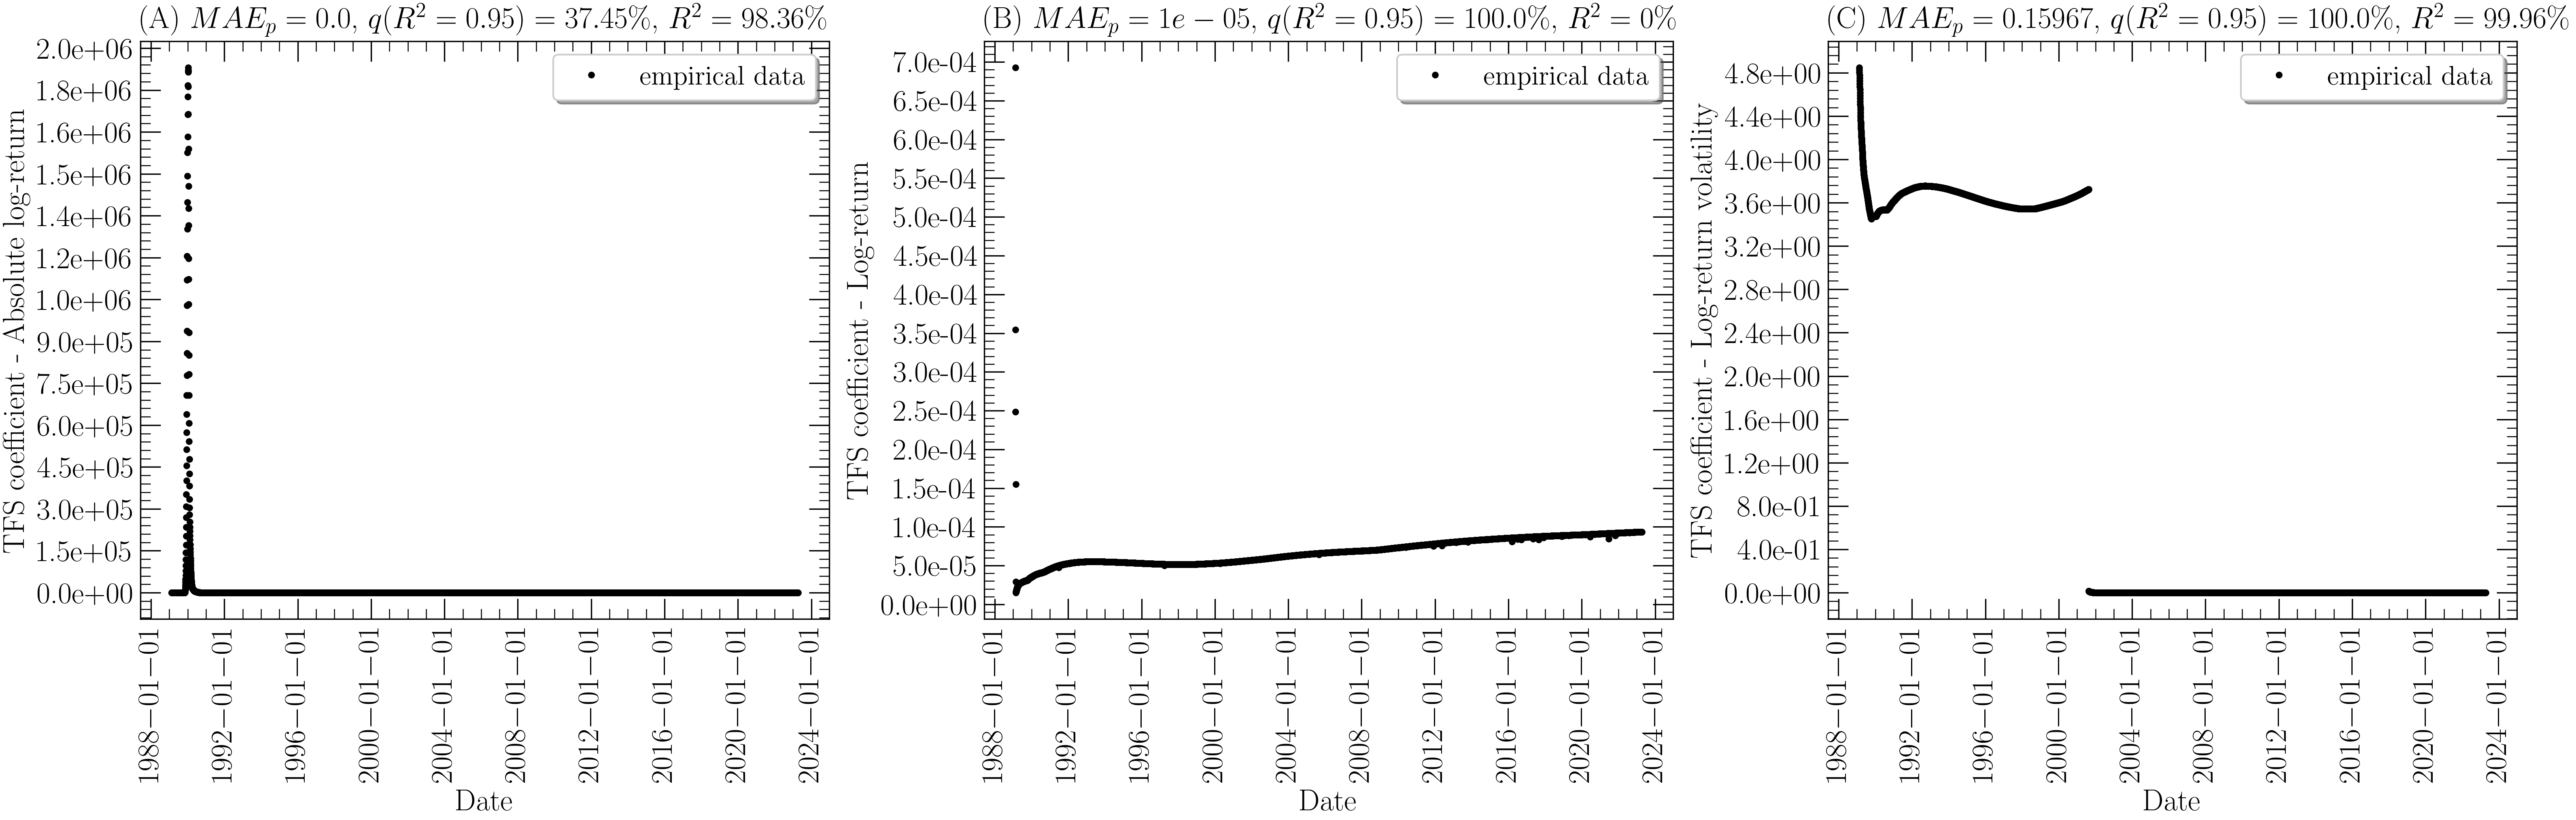 (A) MAE_p = 0.0, q(R² = 0.95) = 37.45%, R² = 98.36%
TFS coefficient - Absolute log-return
2.0e+06
1.8e+06
1.6e+06
1.5e+06
1.4e+06
1.2e+06
1.0e+06
9.0e+05
7.5e+05
6.0e+05
4.5e+05
3.0e+05
1.5e+05
0.0e+00
empirical data
1988−01−01
1992−01−01
1996−01−01
2000−01−01
2004−01−01
2008−01−01
2012−01−01
2016−01−01
2020−01−01
2024−01−01
Date
(B) MAE_p = 1e − 05, q(R² = 0.95) = 100.0%, R² = 0%
TFS coefficient - Log-return
7.0e-04
6.5e-04
6.0e-04
5.5e-04
5.0e-04
4.5e-04
4.0e-04
3.5e-04
3.0e-04
2.5e-04
2.0e-04
1.5e-04
1.0e-04
5.0e-05
0.0e+00
empirical data
1988−01−01
1992−01−01
1996−01−01
2000−01−01
2004−01−01
2008−01−01
2012−01−01
2016−01−01
2020−01−01
2024−01−01
Date
(C) MAE_p = 0.15967, q(R² = 0.95) = 100.0%, R² = 99.96%
TFS coefficient - Log-return volatility
4.8e+00
4.4e+00
4.0e+00
3.6e+00
3.2e+00
2.8e+00
2.4e+00
2.0e+00
1.6e+00
1.2e+00
8.0e-01
4.0e-01
0.0e+00
empirical data
1988−01−01
1992−01−01
1996−01−01
2000−01−01
2004−01−01
2008−01−01
2012−01−01
2016−01−01
2020−01−01
2024−01−01
Date